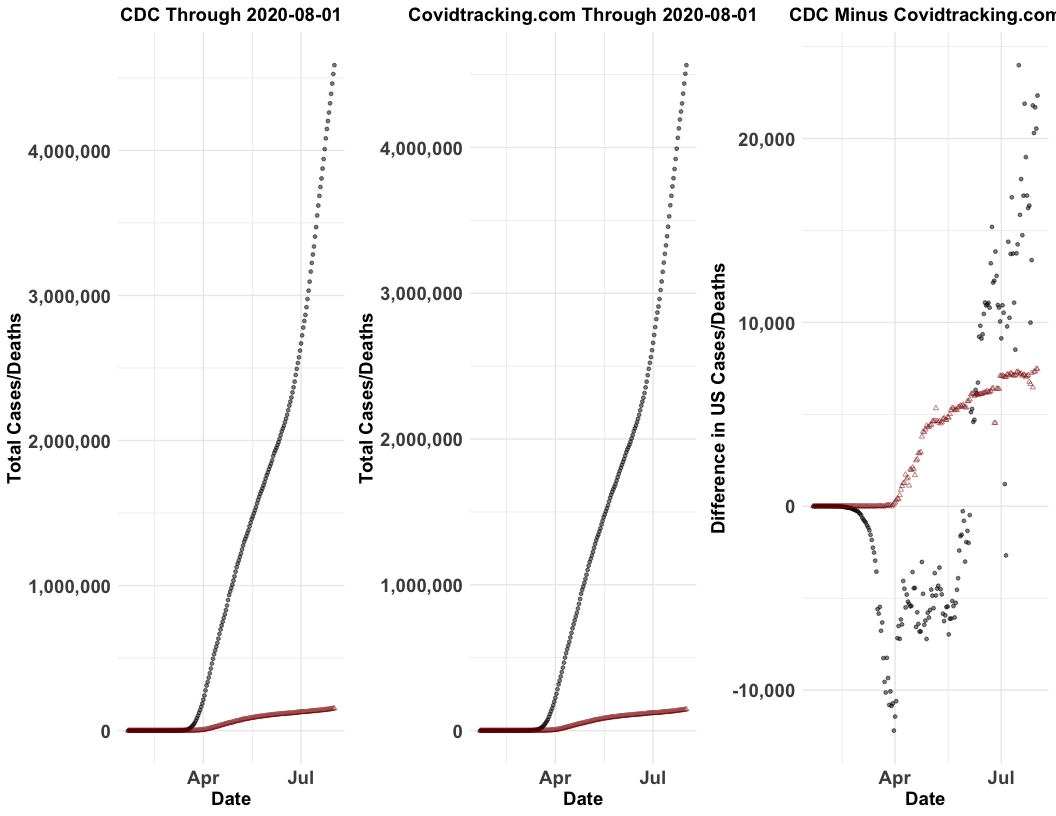 CDC Through 2020-08-01
Total Cases/Deaths
4,000,000
3,000,000
2,000,000
1,000,000
0
Apr
Jul
Date
Covidtracking.com Through 2020-08-01
Total Cases/Deaths
4,000,000
3,000,000
2,000,000
1,000,000
0
Apr
Jul
Date
CDC Minus Covidtracking.com
Difference in US Cases/Deaths
20,000
10,000
0
-10,000
Apr
Jul
Date